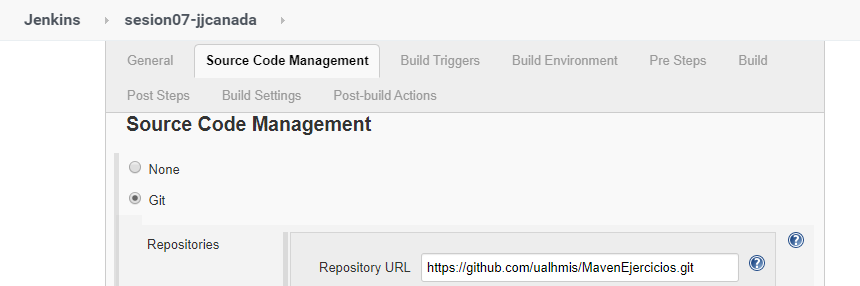 Jenkins sesion07-jjcanada
General Source Code Management Build Triggers Build Environment Pre Steps Build
Post Steps Build Settings Post-build Actions
Source Code Management
None
Git
Repositories
Repository URL https://github.com/ualhmis/MavenEjercicios.git